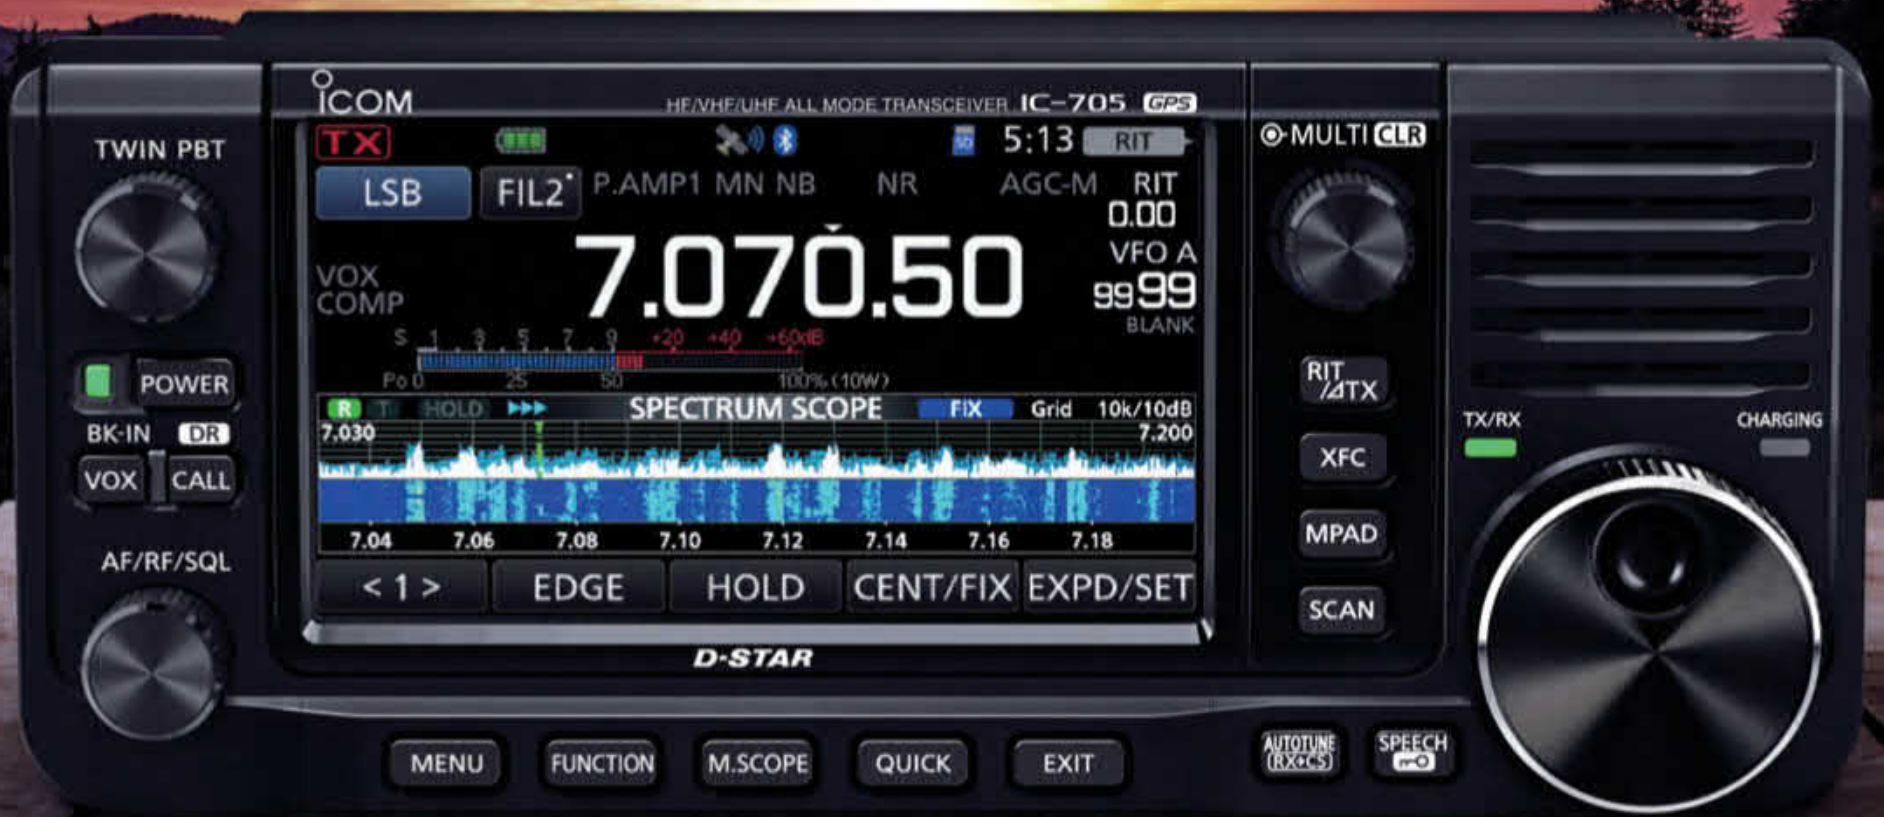 ICOM
HF/VHF/UHF ALL MODE TRANSCEIVER IC-705 GPS
TWIN PBT
TX
5:13 RIT
MULTI CLR
LSB FIL2 P.AMP1 MN NB NR AGC-M RIT
0.00
7.070.50
VFO A
VOX
COMP
9999
BLANK
S 1 3 5 7 9 +20 +40 +60dB
Po 0 25 50 100% (10W)
POWER
RIT
/⊿TX
R T HOLD SPECTRUM SCOPE FIX Grid 10k/10dB
7.030 7.200
TX/RX CHARGING
BK-IN DR
VOX CALL
XFC
7.04 7.06 7.08 7.10 7.12 7.14 7.16 7.18
MPAD
AF/RF/SQL
< 1 > EDGE HOLD CENT/FIX EXPD/SET
SCAN
D-STAR
MENU FUNCTION M.SCOPE QUICK EXIT
AUTOTUNE
(RX→CS)
SPEECH